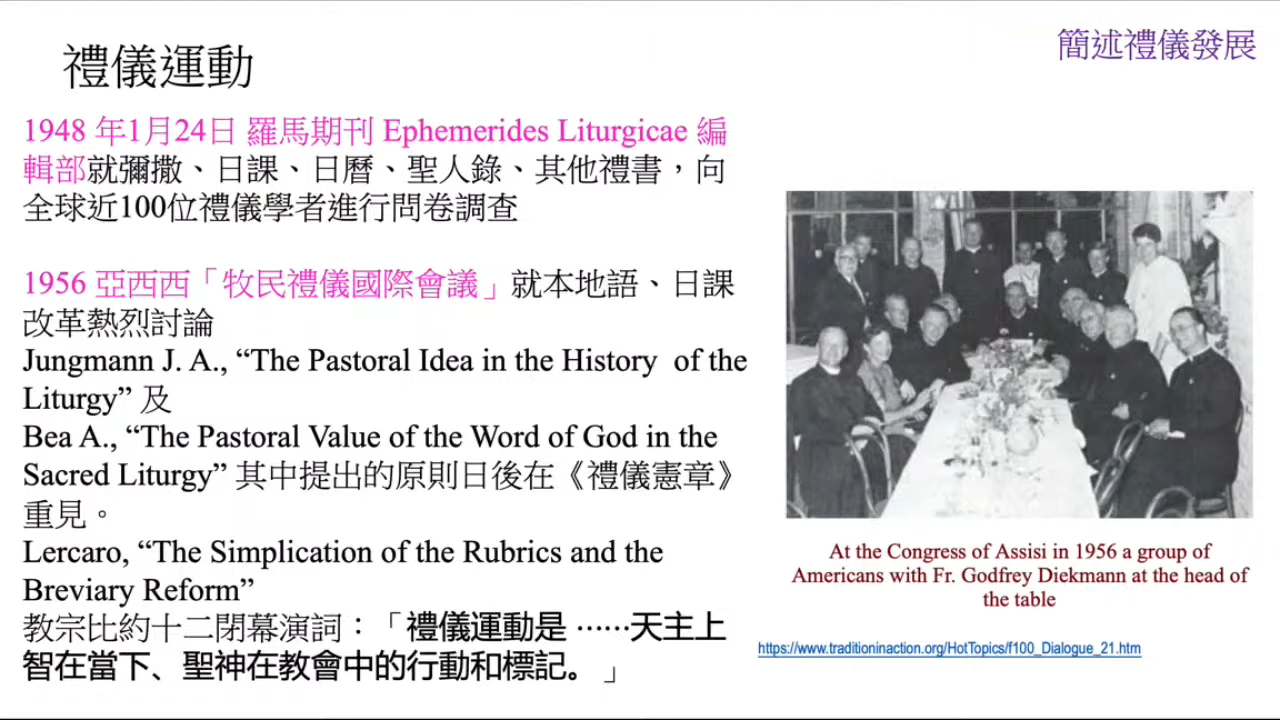 簡述禮儀發展
禮儀運動
1948 年1月24日 羅馬期刊 Ephemerides Liturgicae 編
輯部就彌撒、日課、日曆、聖人錄、其他禮書，向
全球近100位禮儀學者進行問卷調查
1956 亞西西「牧民禮儀國際會議」就本地語、日課
改革熱烈討論
Jungmann J. A., “The Pastoral Idea in the History of the
Liturgy” 及
Bea A., “The Pastoral Value of the Word of God in the
Sacred Liturgy” 其中提出的原則日後在《禮儀憲章》
重見。
Lercaro, “The Simplication of the Rubrics and the
Breviary Reform”
教宗比約十二閉幕演詞：「禮儀運動是 ……天主上
智在當下、聖神在教會中的行動和標記。」
At the Congress of Assisi in 1956 a group of
Americans with Fr. Godfrey Diekmann at the head of
the table
https://www.traditioninaction.org/HotTopics/f100_Dialogue_21.htm